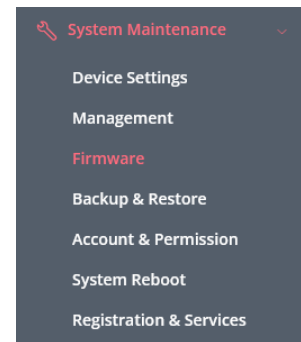 System Maintenance
Device Settings
Management
Firmware
Backup & Restore
Account & Permission
System Reboot
Registration & Services